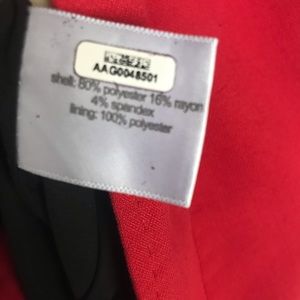 AAG0048501
shell: 80% polyester 16% rayon
4% spandex
lining: 100% polyester